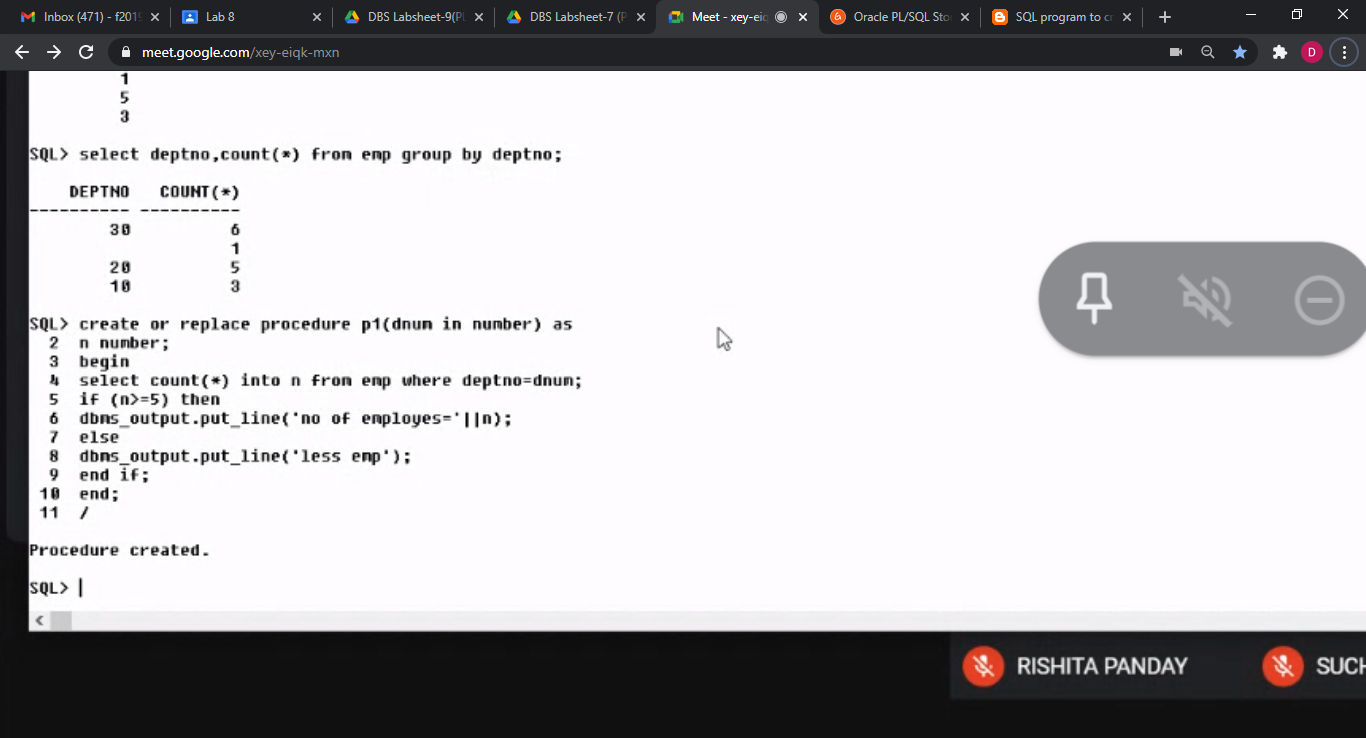 Inbox (471) - f2019
Lab 8
DBS Labsheet-9(PL
DBS Labsheet-7 (P
Meet - xey-eiq
Oracle PL/SQL Sto
SQL program to cr
meet.google.com/xey-eiqk-mxn
D
1
5
3
SQL> select deptno,count(*) from emp group by deptno;
DEPTNO COUNT(*)
---------- ----------
30 6
1
20 5
10 3
SQL> create or replace procedure p1(dnum in number) as
2 n number;
3 begin
4 select count(*) into n from emp where deptno=dnum;
5 if (n>=5) then
6 dbms_output.put_line('no of employes='||n);
7 else
8 dbms_output.put_line('less emp');
9 end if;
10 end;
11 /
Procedure created.
SQL>
RISHITA PANDAY
SUCH